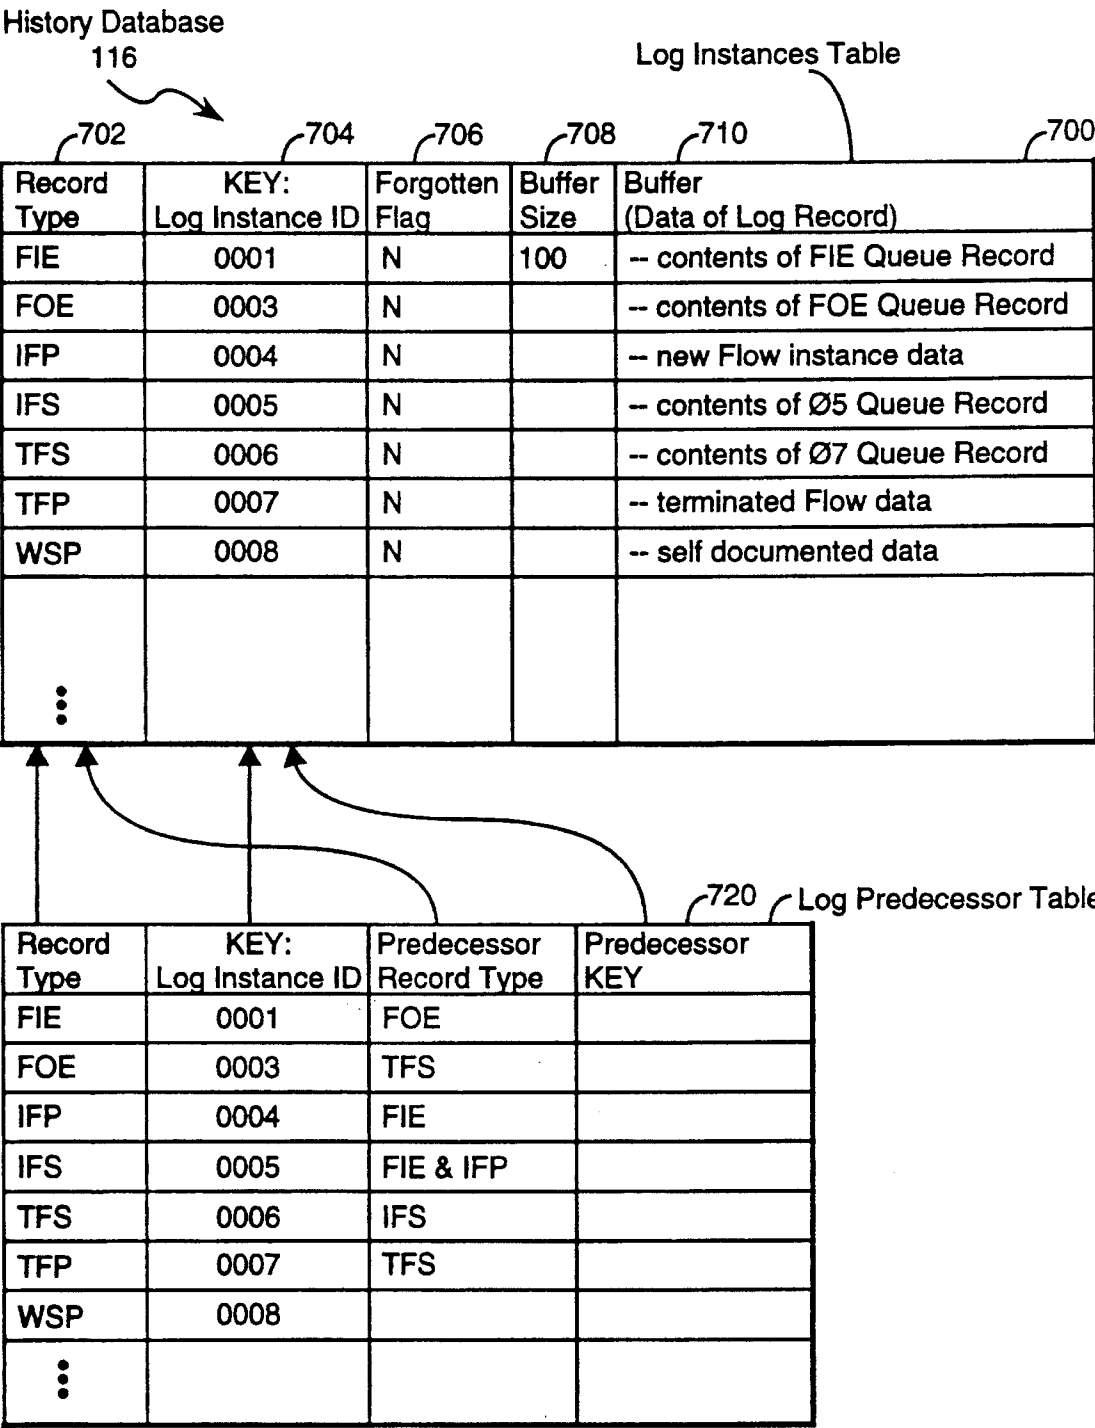 History Database
116
Log Instances Table
702 704 706 708 710 700
Record Type KEY: Log Instance ID Forgotten Flag Buffer Size Buffer (Data of Log Record)
FIE 0001 N 100 -- contents of FIE Queue Record
FOE 0003 N -- contents of FOE Queue Record
IFP 0004 N -- new Flow instance data
IFS 0005 N -- contents of Ø5 Queue Record
TFS 0006 N -- contents of Ø7 Queue Record
TFP 0007 N -- terminated Flow data
WSP 0008 N -- self documented data
720 Log Predecessor Table
Record Type KEY: Log Instance ID Predecessor Record Type Predecessor KEY
FIE 0001 FOE
FOE 0003 TFS
IFP 0004 FIE
IFS 0005 FIE & IFP
TFS 0006 IFS
TFP 0007 TFS
WSP 0008